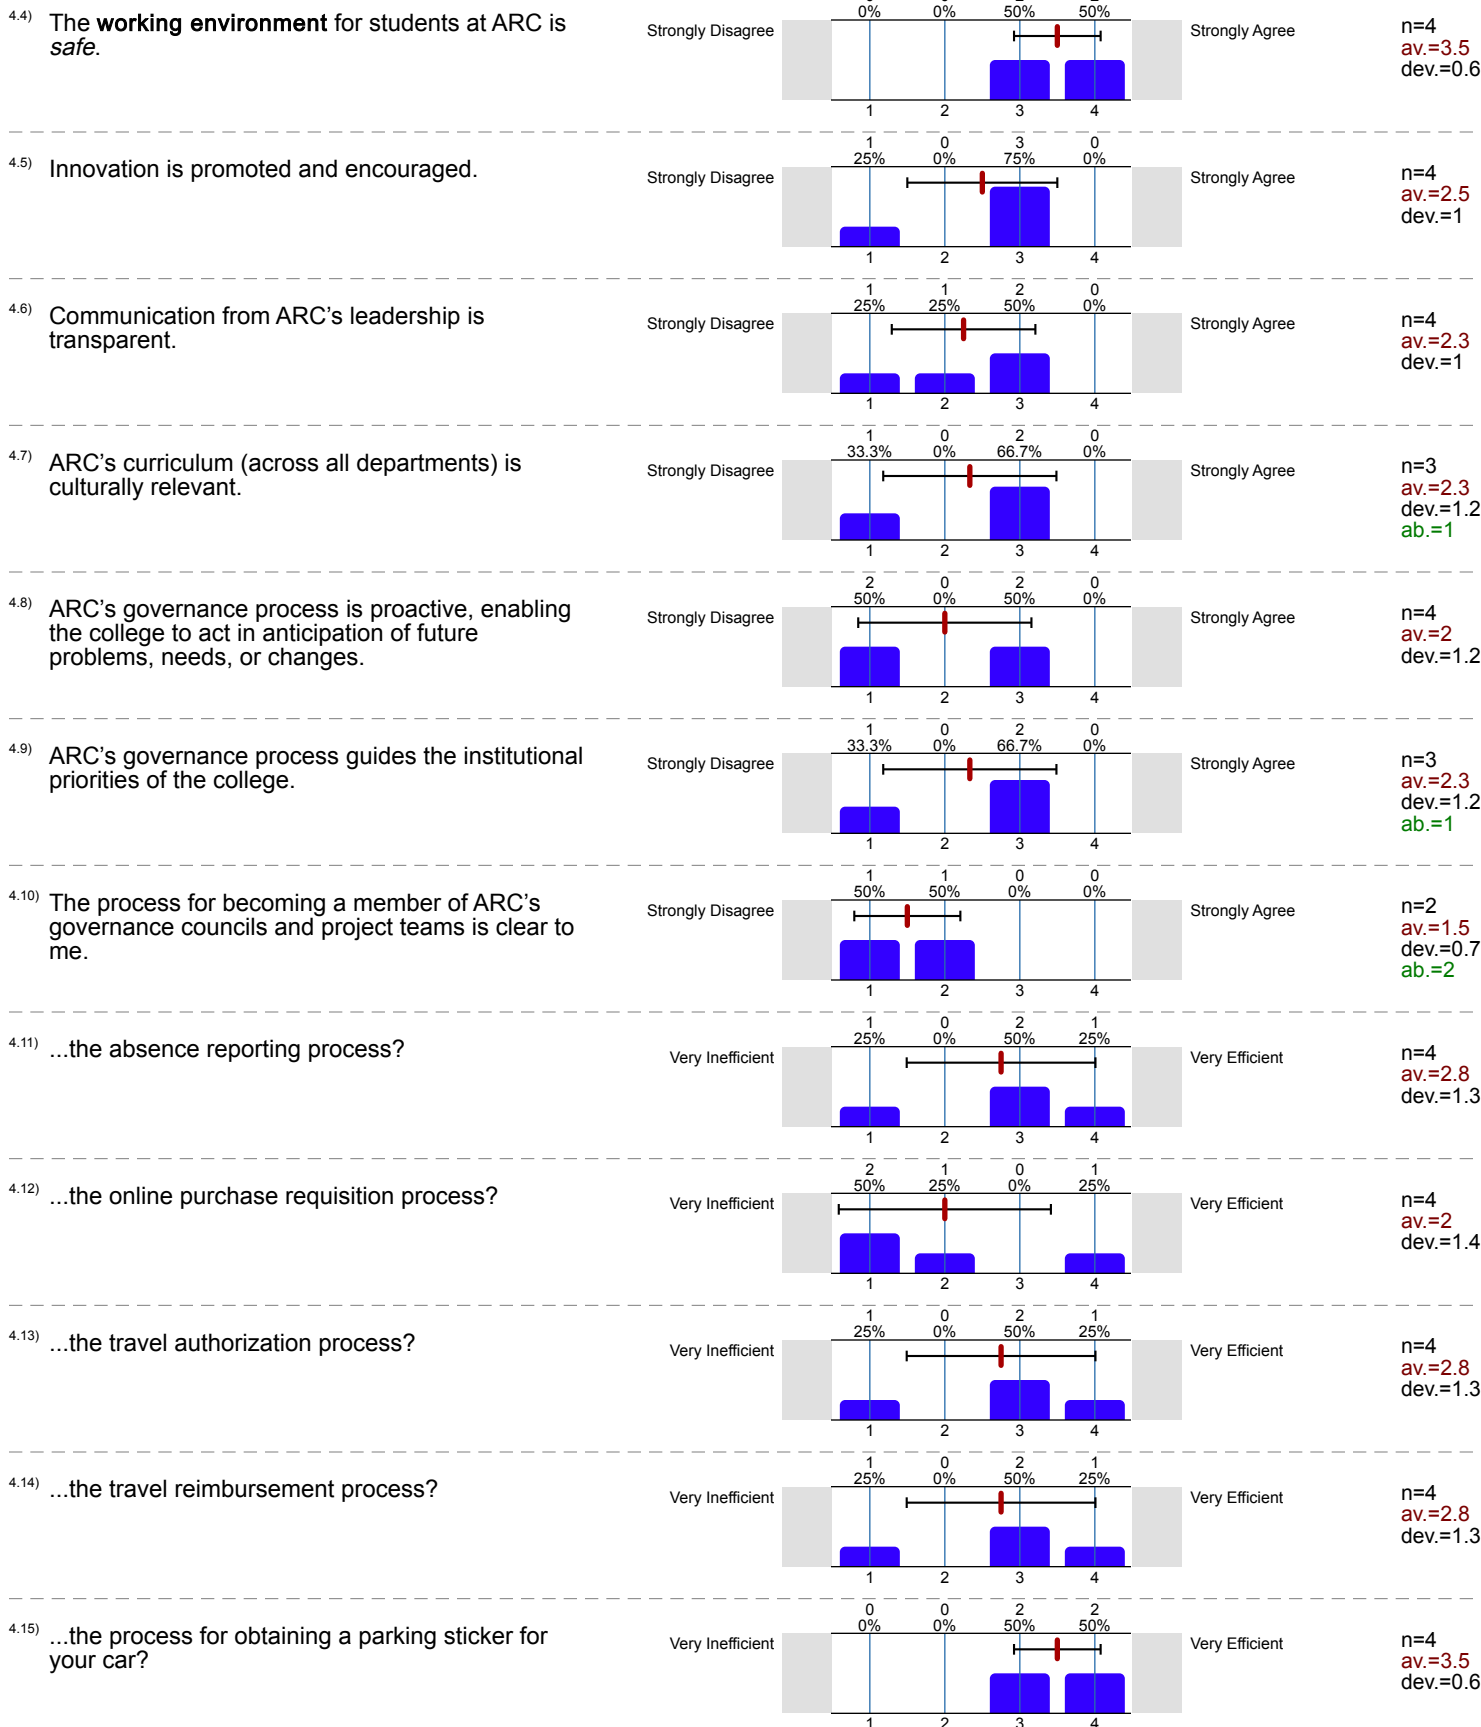 0 0 2 2
4.4) The working environment for students at ARC is
safe.
Strongly Disagree
0% 0% 50% 50%
Strongly Agree
n=4
av.=3.5
dev.=0.6
1 2 3 4
4.5) Innovation is promoted and encouraged.
Strongly Disagree
1 0 3 0
25% 0% 75% 0%
Strongly Agree
n=4
av.=2.5
dev.=1
1 2 3 4
4.6) Communication from ARC's leadership is
transparent.
Strongly Disagree
1 1 2 0
25% 25% 50% 0%
Strongly Agree
n=4
av.=2.3
dev.=1
1 2 3 4
4.7) ARC's curriculum (across all departments) is
culturally relevant.
Strongly Disagree
1 0 2 0
33.3% 0% 66.7% 0%
Strongly Agree
n=3
av.=2.3
dev.=1.2
ab.=1
1 2 3 4
4.8) ARC's governance process is proactive, enabling
the college to act in anticipation of future
problems, needs, or changes.
Strongly Disagree
2 0 2 0
50% 0% 50% 0%
Strongly Agree
n=4
av.=2
dev.=1.2
1 2 3 4
4.9) ARC's governance process guides the institutional
priorities of the college.
Strongly Disagree
1 0 2 0
33.3% 0% 66.7% 0%
Strongly Agree
n=3
av.=2.3
dev.=1.2
ab.=1
1 2 3 4
4.10) The process for becoming a member of ARC's
governance councils and project teams is clear to
me.
Strongly Disagree
1 1 0 0
50% 50% 0% 0%
Strongly Agree
n=2
av.=1.5
dev.=0.7
ab.=2
1 2 3 4
4.11) ...the absence reporting process?
Very Inefficient
1 0 2 1
25% 0% 50% 25%
Very Efficient
n=4
av.=2.8
dev.=1.3
1 2 3 4
4.12) ...the online purchase requisition process?
Very Inefficient
2 1 0 1
50% 25% 0% 25%
Very Efficient
n=4
av.=2
dev.=1.4
1 2 3 4
4.13) ...the travel authorization process?
Very Inefficient
1 0 2 1
25% 0% 50% 25%
Very Efficient
n=4
av.=2.8
dev.=1.3
1 2 3 4
4.14) ...the travel reimbursement process?
Very Inefficient
1 0 2 1
25% 0% 50% 25%
Very Efficient
n=4
av.=2.8
dev.=1.3
1 2 3 4
4.15) ...the process for obtaining a parking sticker for
your car?
Very Inefficient
0 0 2 2
0% 0% 50% 50%
Very Efficient
n=4
av.=3.5
dev.=0.6
1 2 3 4